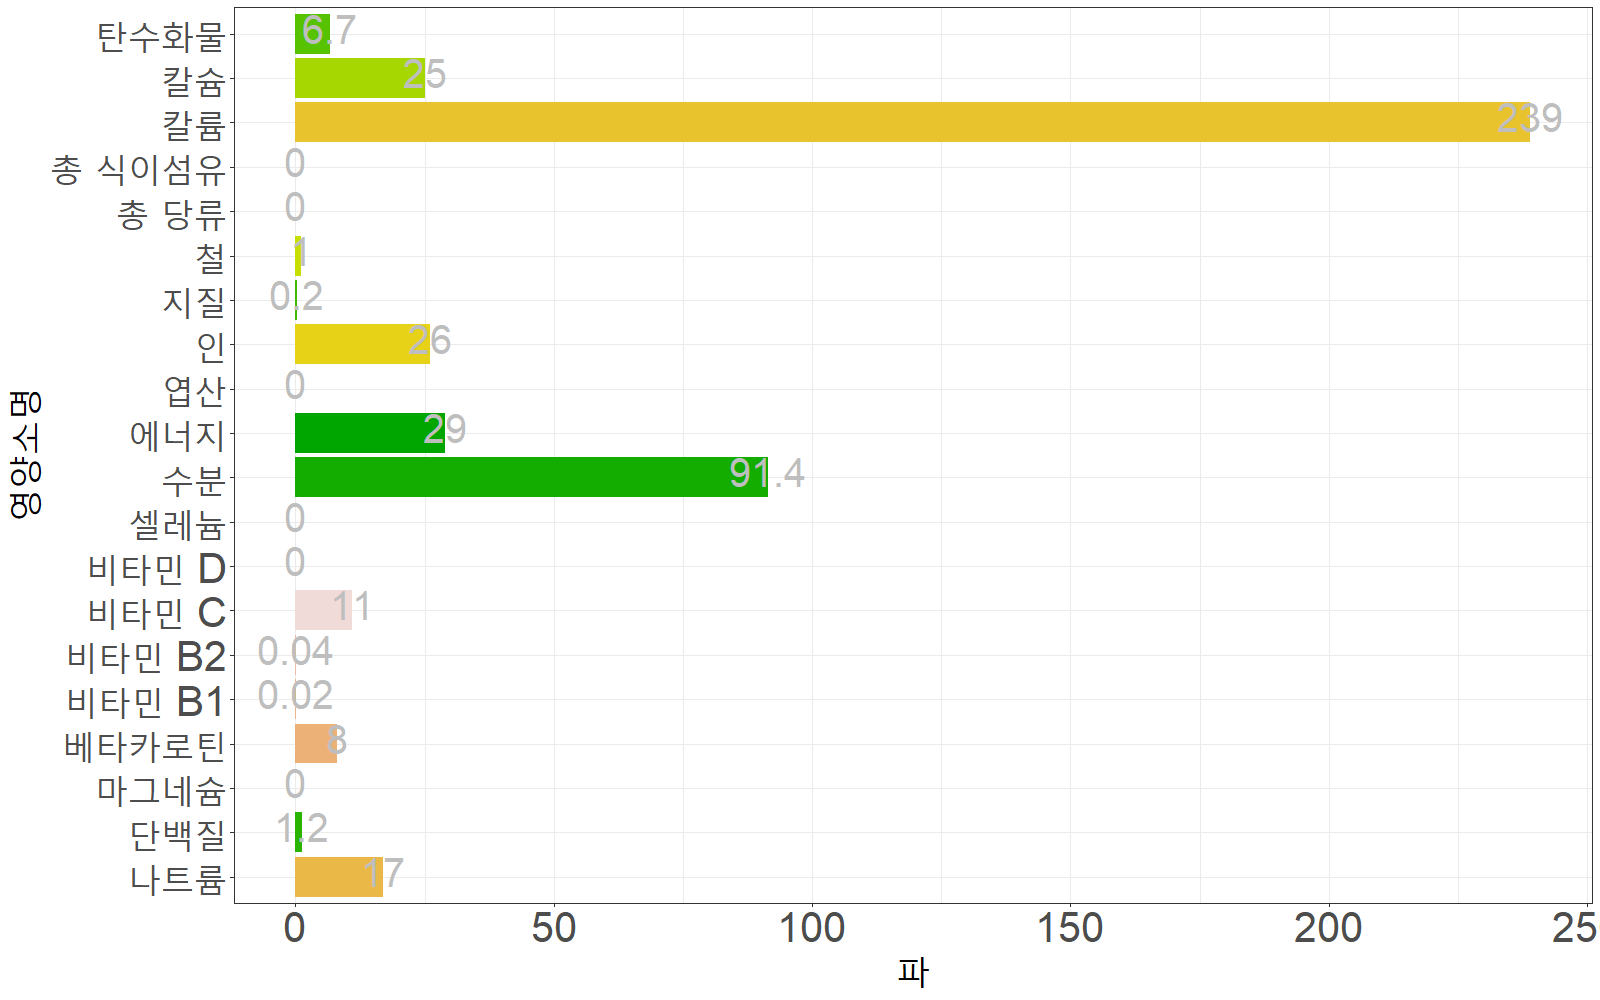 탄수화물 6.7
칼슘 25
칼륨 239
총 식이섬유 0
총 당류 0
철 1
지질 0.2
인 26
엽산 0
에너지 29
수분 91.4
셀레늄 0
비타민 D 0
비타민 C 11
비타민 B2 0.04
비타민 B1 0.02
베타카로틴 8
마그네슘 0
단백질 1.2
나트륨 17
영양소명
0 50 100 150 200 25
파